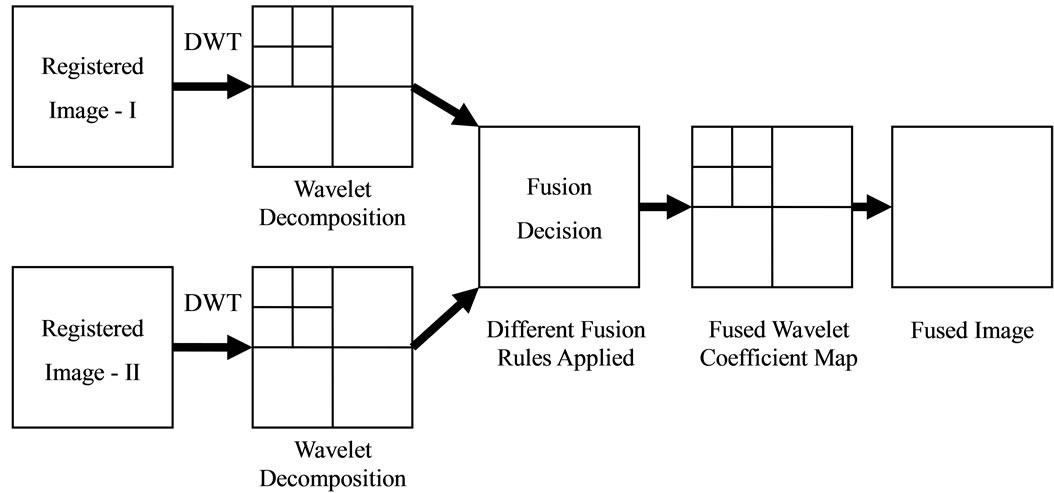 Registered
Image - I
DWT
Wavelet
Decomposition
Registered
Image - II
DWT
Wavelet
Decomposition
Fusion
Decision
Different Fusion
Rules Applied
Fused Wavelet
Coefficient Map
Fused Image